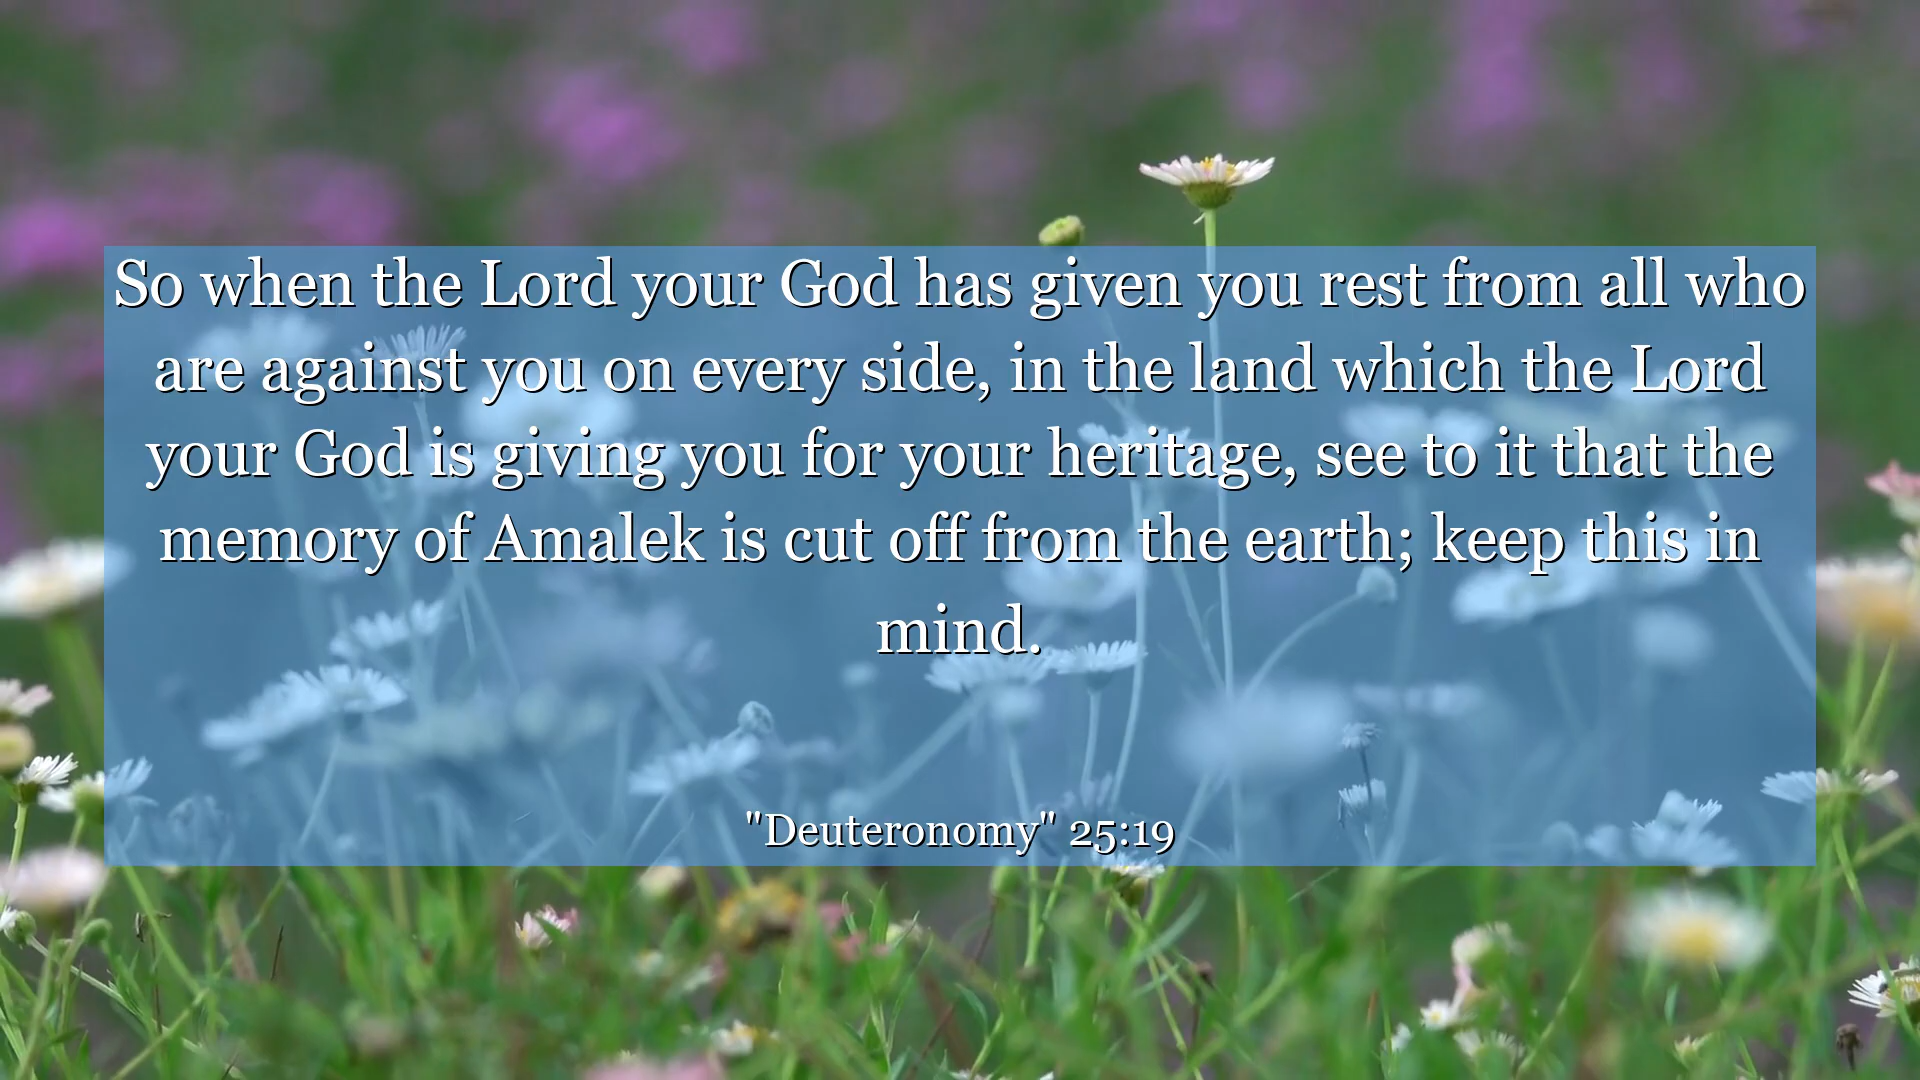 So when the Lord your God has given you rest from all who
are against you on every side, in the land which the Lord
your God is giving you for your heritage, see to it that the
memory of Amalek is cut off from the earth; keep this in
mind.
"Deuteronomy" 25:19